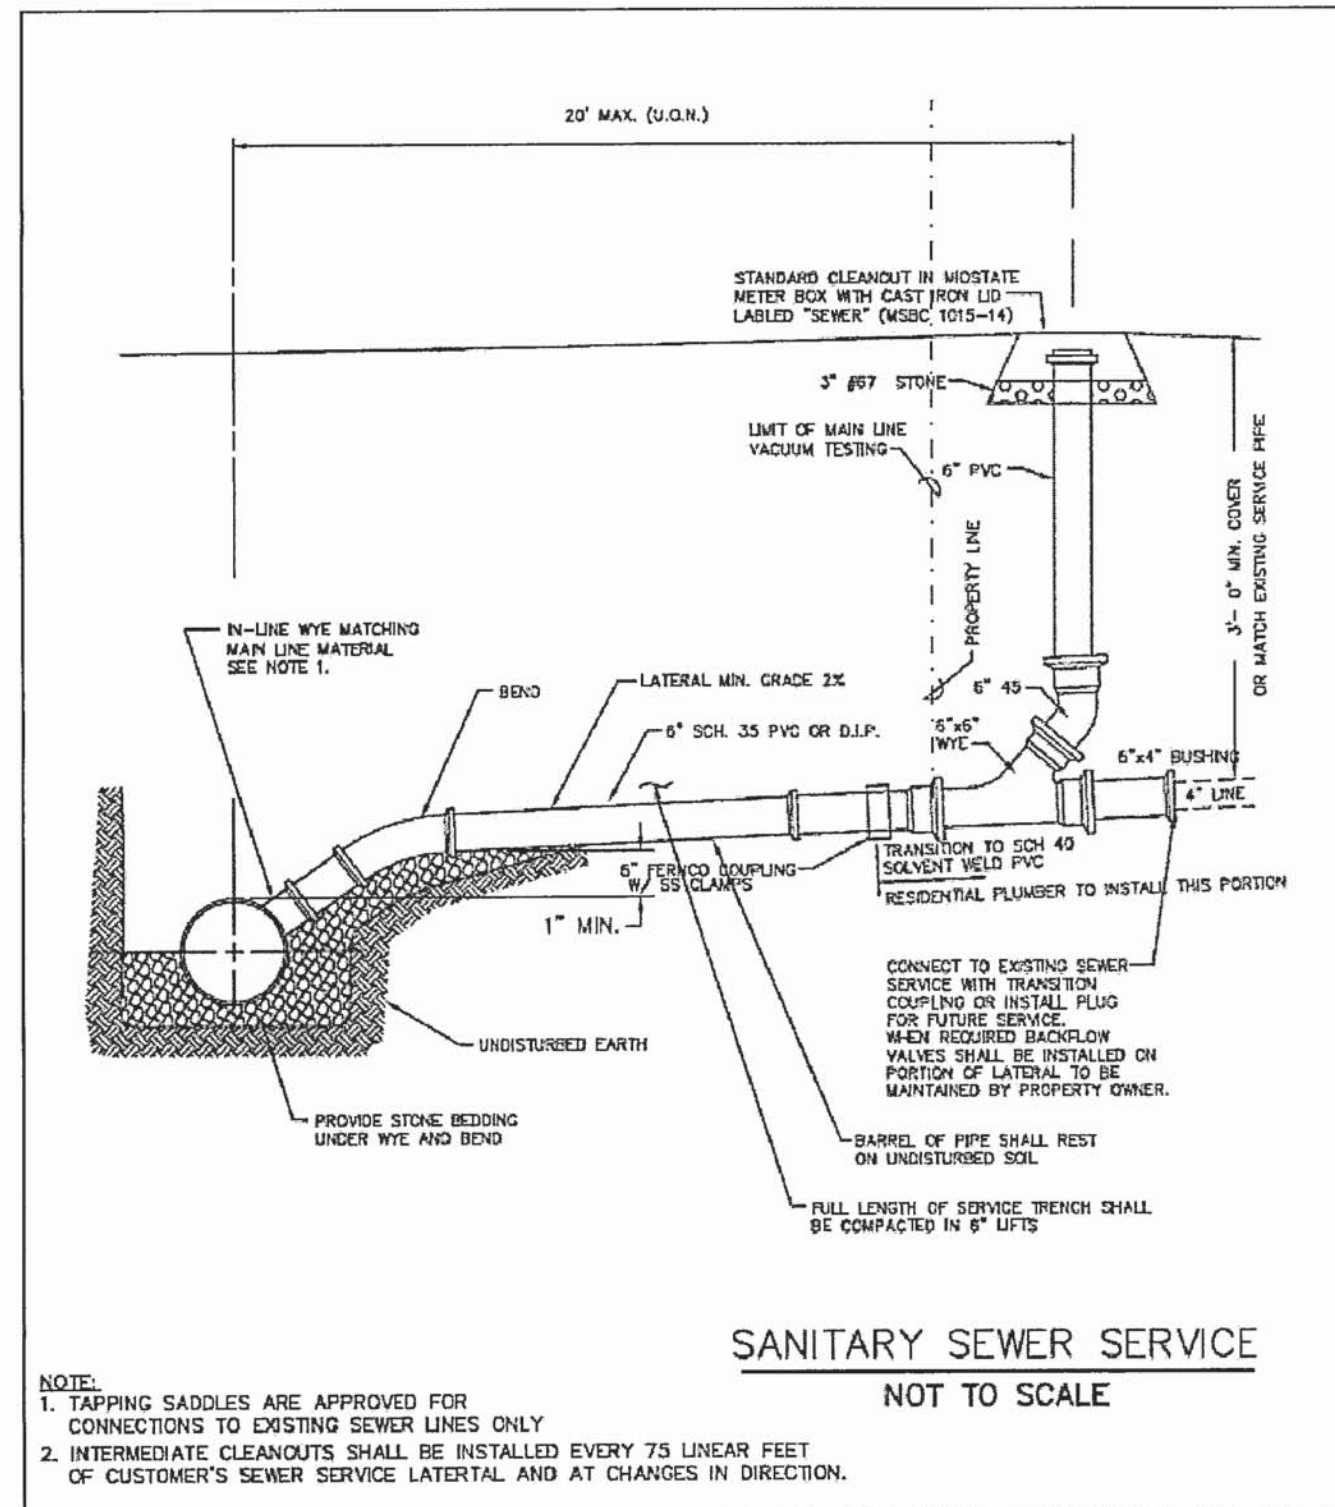 20' MAX. (U.O.N.)
STANDARD CLEANOUT IN MIDSTATE
METER BOX WITH CAST IRON LID
LABLED "SEWER" (MSBC 1015-14)
3" #67 STONE
LIMIT OF MAIN LINE
VACUUM TESTING
6" PVC
3'- 0" MIN. COVER
OR MATCH EXISTING SERVICE PIPE
PROPERTY LINE
IN-LINE WYE MATCHING
MAIN LINE MATERIAL
SEE NOTE 1.
BEND
LATERAL MIN. GRADE 2%
6" SCH. 35 PVC OR D.I.P.
6" 45
6"x6"
WYE
6"x4" BUSHING
4" LINE
6" FERNCO COUPLING
W/ SS CLAMPS
1" MIN.
TRANSITION TO SCH 40
SOLVENT WELD PVC
RESIDENTIAL PLUMBER TO INSTALL THIS PORTION
CONNECT TO EXISTING SEWER
SERVICE WITH TRANSITION
COUPLING OR INSTALL PLUG
FOR FUTURE SERVICE.
WHEN REQUIRED BACKFLOW
VALVES SHALL BE INSTALLED ON
PORTION OF LATERAL TO BE
MAINTAINED BY PROPERTY OWNER.
UNDISTURBED EARTH
PROVIDE STONE BEDDING
UNDER WYE AND BEND
BARREL OF PIPE SHALL REST
ON UNDISTURBED SOIL
FULL LENGTH OF SERVICE TRENCH SHALL
BE COMPACTED IN 6" LIFTS
SANITARY SEWER SERVICE
NOT TO SCALE
NOTE:
1. TAPPING SADDLES ARE APPROVED FOR
CONNECTIONS TO EXISTING SEWER LINES ONLY
2. INTERMEDIATE CLEANOUTS SHALL BE INSTALLED EVERY 75 LINEAR FEET
OF CUSTOMER'S SEWER SERVICE LATERTAL AND AT CHANGES IN DIRECTION.